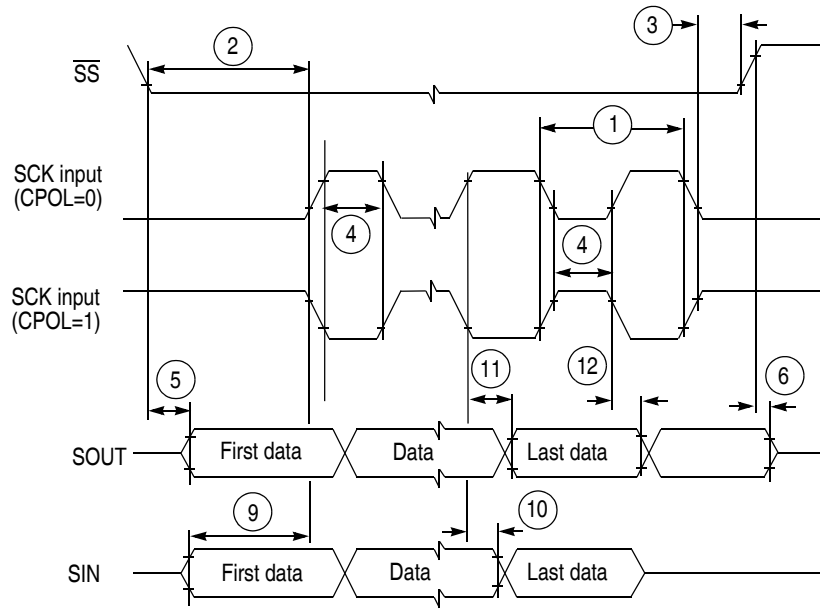 3
2
SS
1
SCK input
(CPOL=0)
4
4
SCK input
(CPOL=1)
5
11
12
6
SOUT
First data
Data
Last data
9
10
SIN
First data
Data
Last data